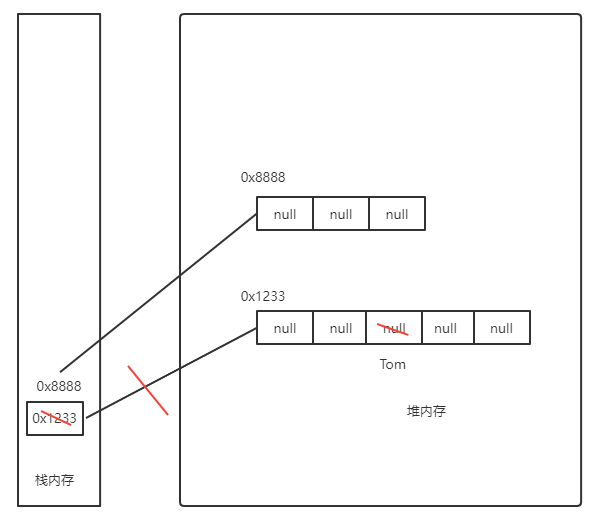 0x8888
null null null
0x1233
null null null null null
Tom
堆内存
0x8888
0x1233
栈内存